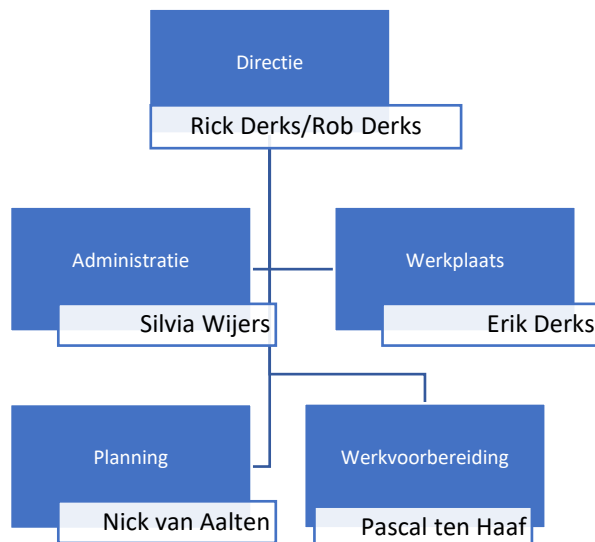 Directie
Rick Derks/Rob Derks
Administratie
Silvia Wijers
Werkplaats
Erik Derks
Planning
Nick van Aalten
Werkvoorbereiding
Pascal ten Haaf